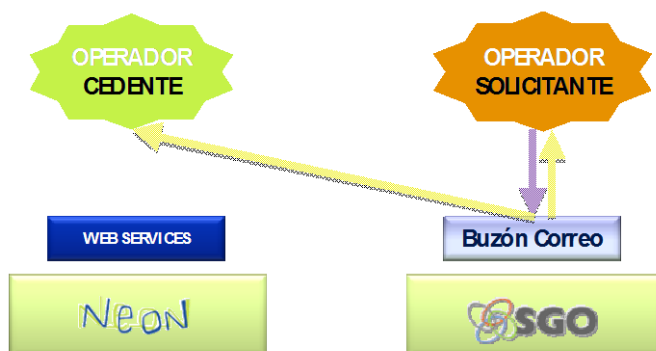 OPERADOR
CEDENTE
OPERADOR
SOLICITANTE
WEB SERVICES
Buzón Correo
NeoN
SGO